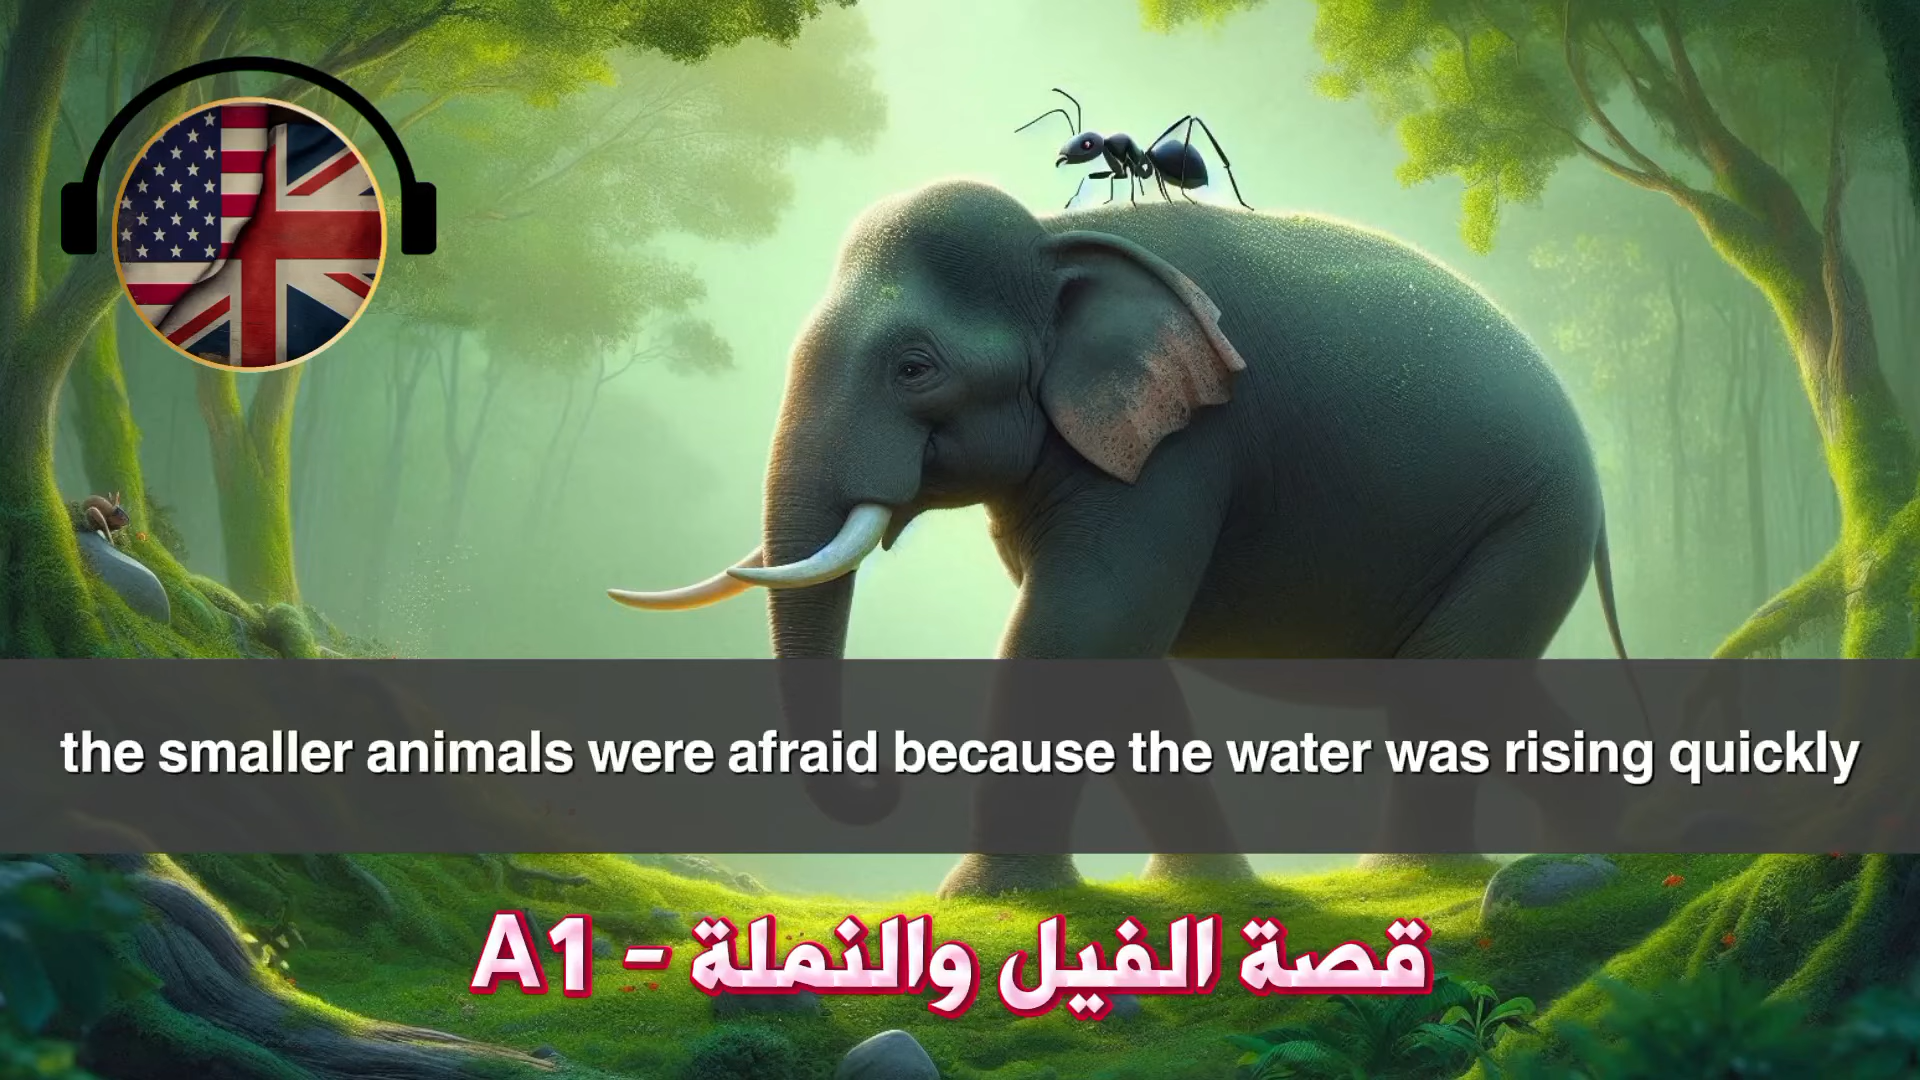 the smaller animals were afraid because the water was rising quickly
قصة الفيل والنملة - A1